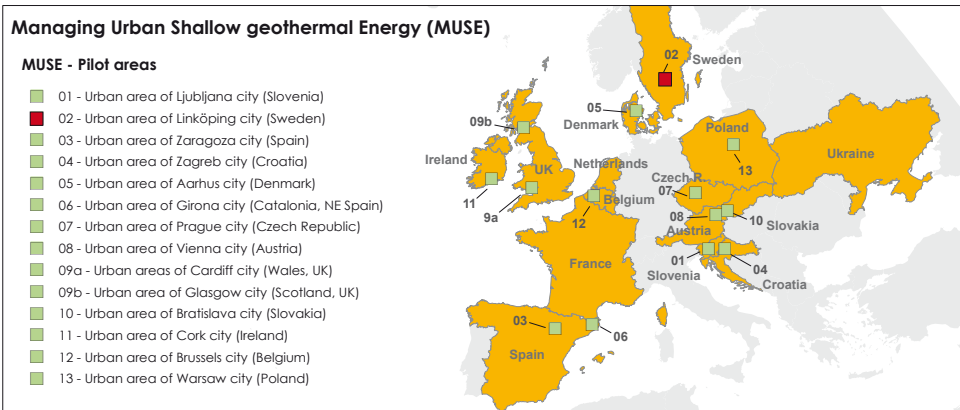 Managing Urban Shallow geothermal Energy (MUSE)
MUSE - Pilot areas
01 - Urban area of Ljubljana city (Slovenia)
02 - Urban area of Linköping city (Sweden)
03 - Urban area of Zaragoza city (Spain)
04 - Urban area of Zagreb city (Croatia)
05 - Urban area of Aarhus city (Denmark)
06 - Urban area of Girona city (Catalonia, NE Spain)
07 - Urban area of Prague city (Czech Republic)
08 - Urban area of Vienna city (Austria)
09a - Urban areas of Cardiff city (Wales, UK)
09b - Urban area of Glasgow city (Scotland, UK)
10 - Urban area of Bratislava city (Slovakia)
11 - Urban area of Cork city (Ireland)
12 - Urban area of Brussels city (Belgium)
13 - Urban area of Warsaw city (Poland)
02
Sweden
05
Denmark
09b
Poland
13
Ukraine
Ireland
UK
Netherlands
11
9a
Czech R.
07
Belgium
12
08
Austria
10
Slovakia
France
01
Slovenia
04
Croatia
03
06
Spain